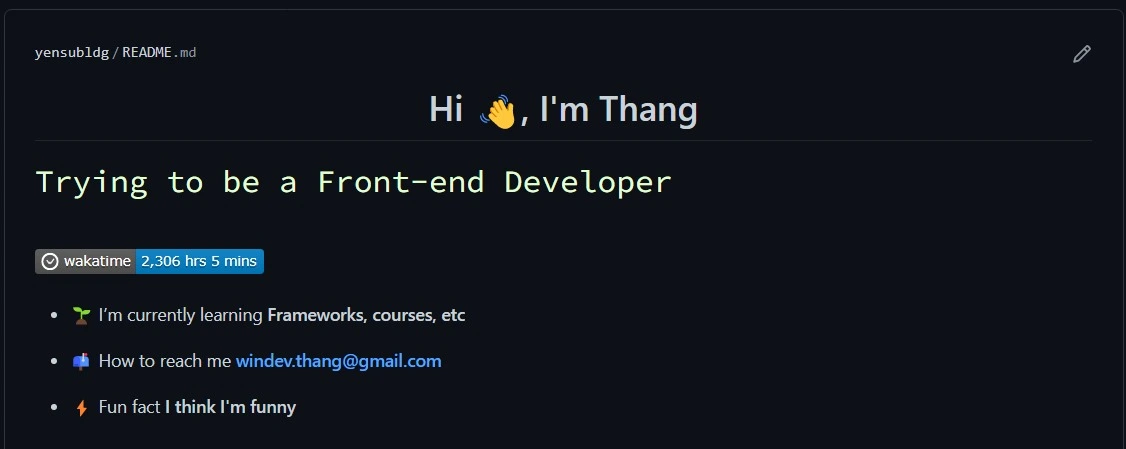 yensubldg/README.md
Hi 👋, I'm Thang
Trying to be a Front-end Developer
wakatime 2,306 hrs 5 mins
• 🌱 I’m currently learning Frameworks, courses, etc
• 📫 How to reach me windev.thang@gmail.com
• ⚡ Fun fact I think I'm funny